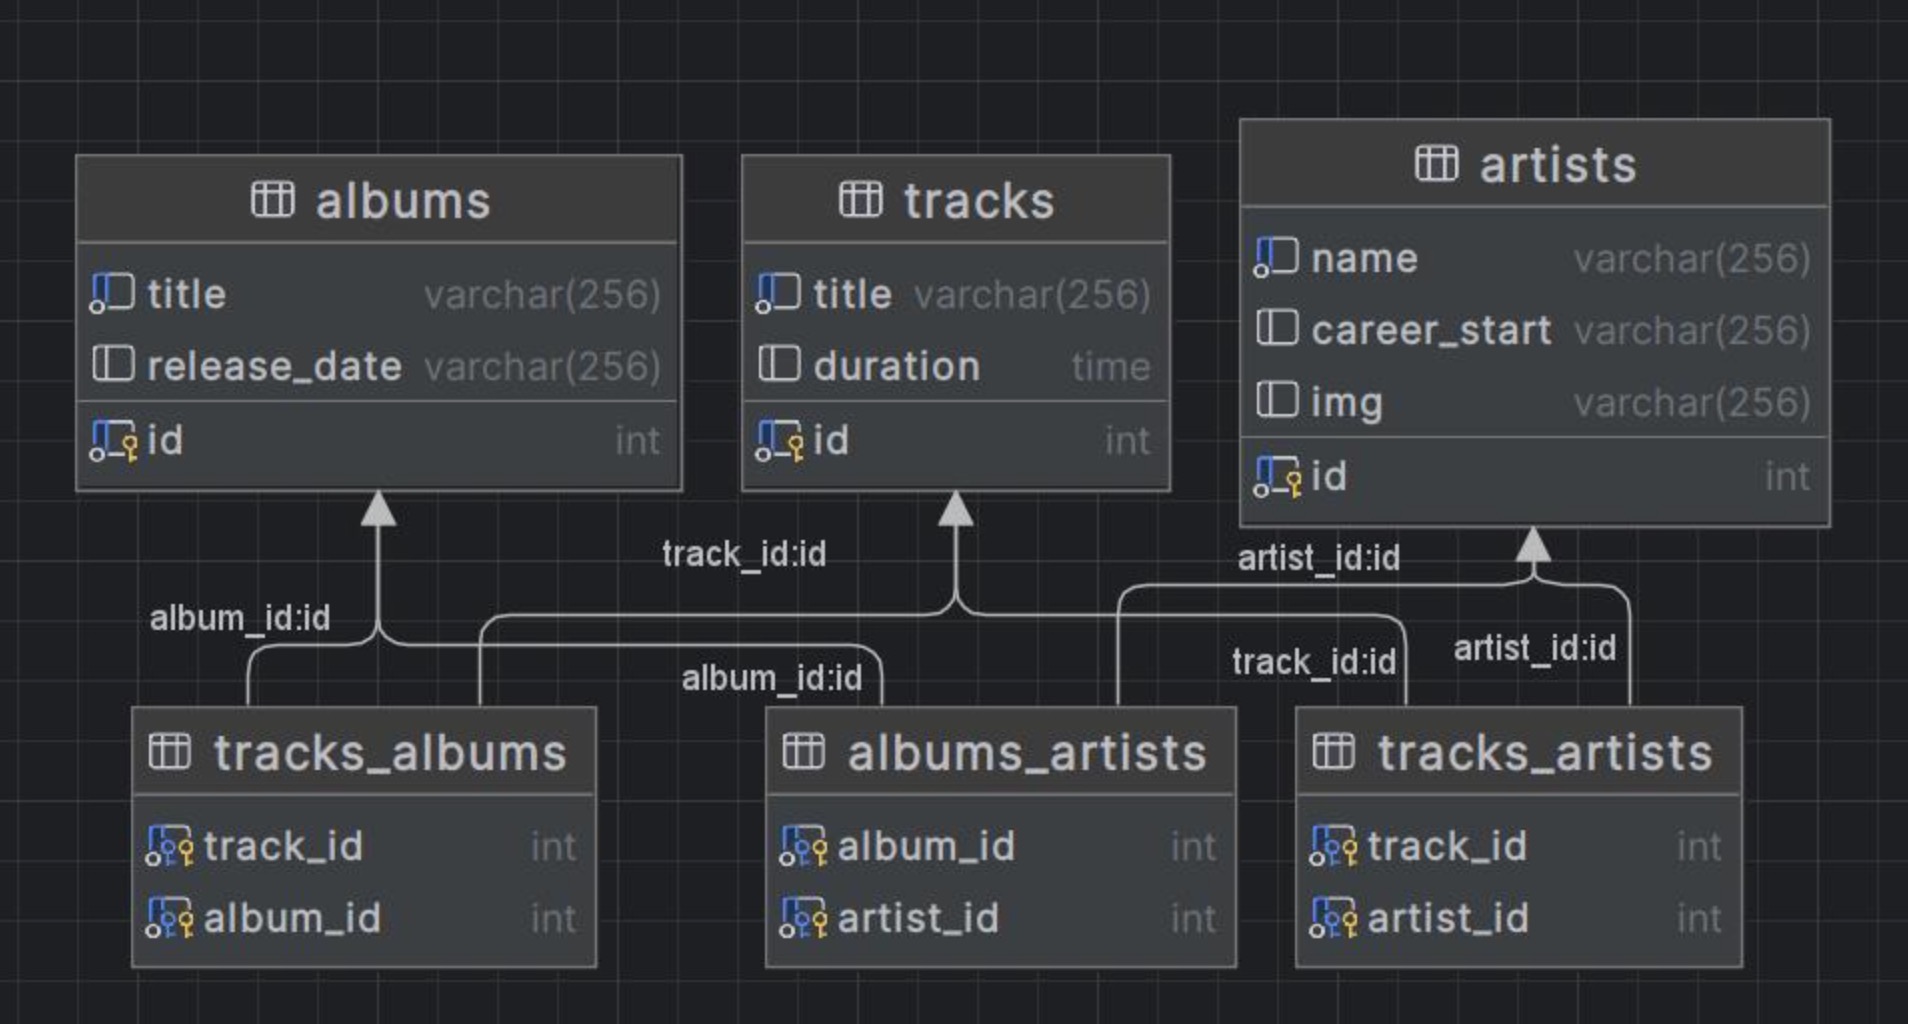 albums
title varchar(256)
release_date varchar(256)
id int
tracks
title varchar(256)
duration time
id int
artists
name varchar(256)
career_start varchar(256)
img varchar(256)
id int
track_id:id
artist_id:id
album_id:id
album_id:id
track_id:id
artist_id:id
tracks_albums
track_id int
album_id int
albums_artists
album_id int
artist_id int
tracks_artists
track_id int
artist_id int